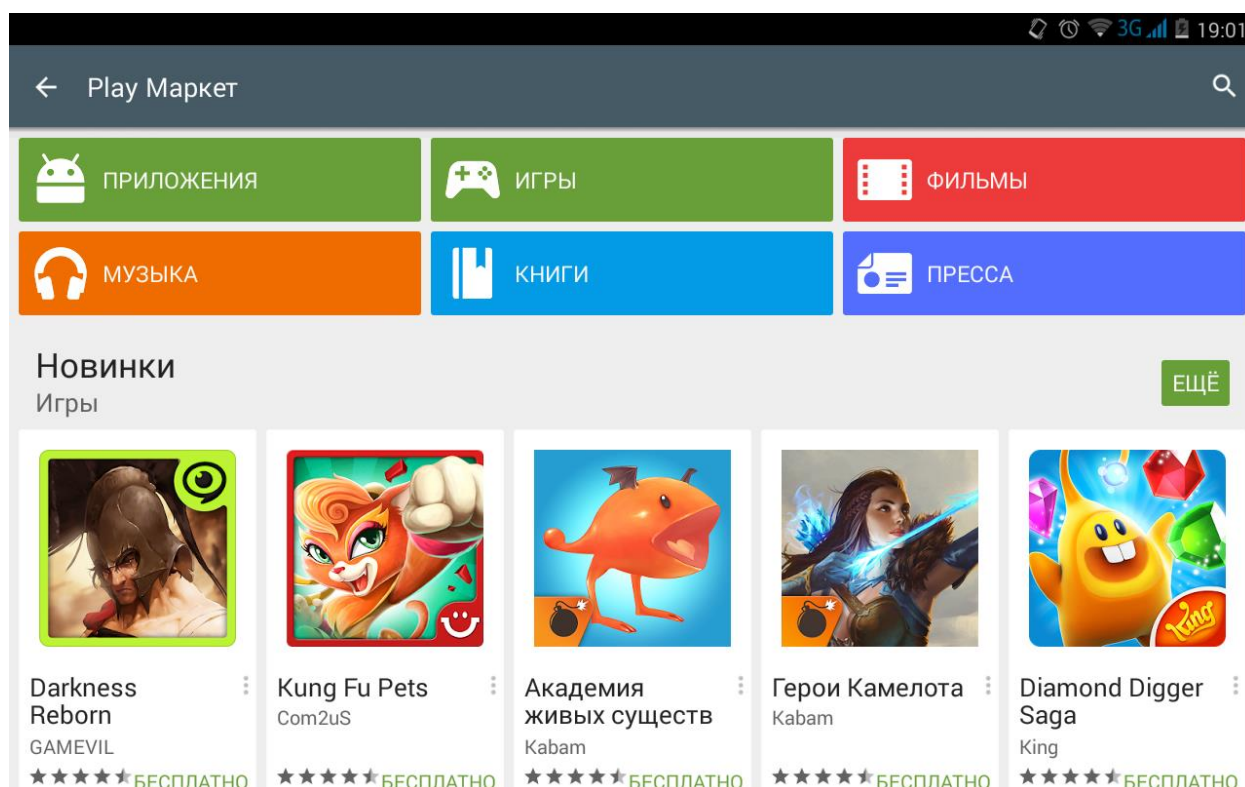 3G 19:01
Play Маркет
ПРИЛОЖЕНИЯ
ИГРЫ
ФИЛЬМЫ
МУЗЫКА
КНИГИ
ПРЕССА
Новинки
Игры
ЕЩЁ
King
Darkness
Reborn
GAMEVIL
БЕСПЛАТНО
Kung Fu Pets
Com2uS
БЕСПЛАТНО
Академия
живых существ
Kabam
БЕСПЛАТНО
Герои Камелота
Kabam
БЕСПЛАТНО
Diamond Digger
Saga
King
БЕСПЛАТНО